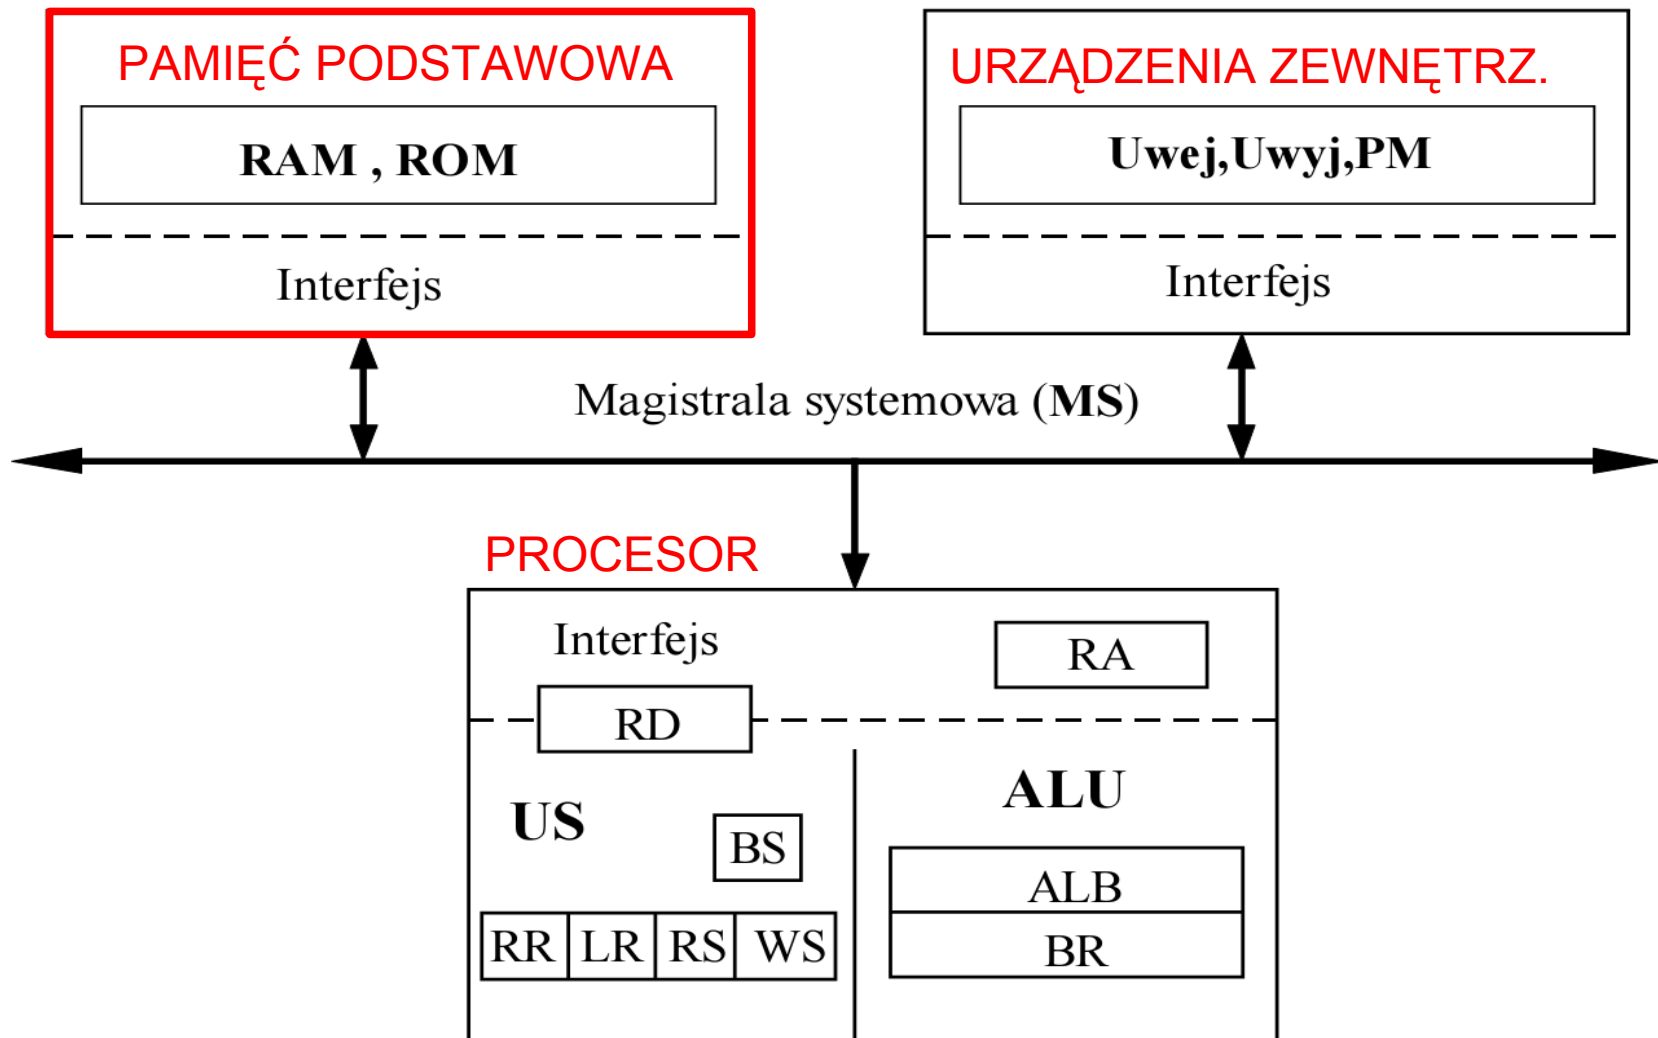 PAMIĘĆ PODSTAWOWA
RAM , ROM
Interfejs
URZĄDZENIA ZEWNĘTRZ.
Uwej,Uwyj,PM
Interfejs
Magistrala systemowa (MS)
PROCESOR
Interfejs
RA
RD
US
BS
RR LR RS WS
ALU
ALB
BR